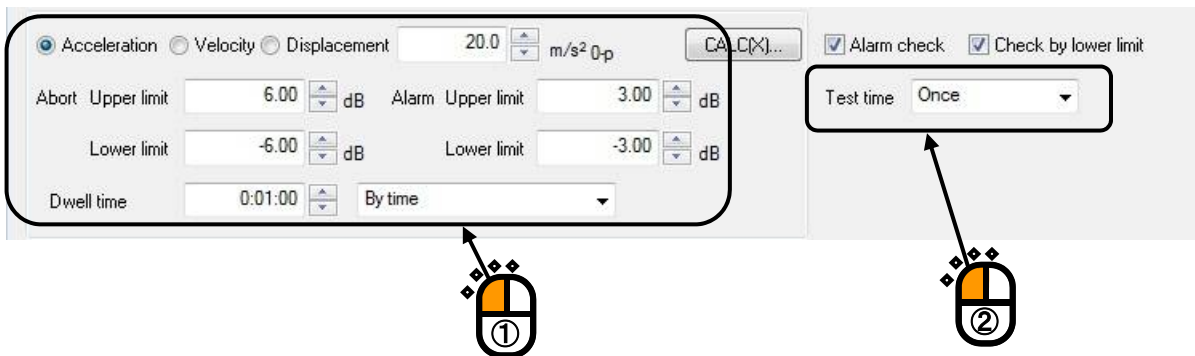 Acceleration Velocity Displacement 20.0 m/s² 0-p CALC(X)... Alarm check Check by lower limit
Abort Upper limit 6.00 dB Alarm Upper limit 3.00 dB Test time Once
Lower limit -6.00 dB Lower limit -3.00 dB
Dwell time 0:01:00 By time
① ②